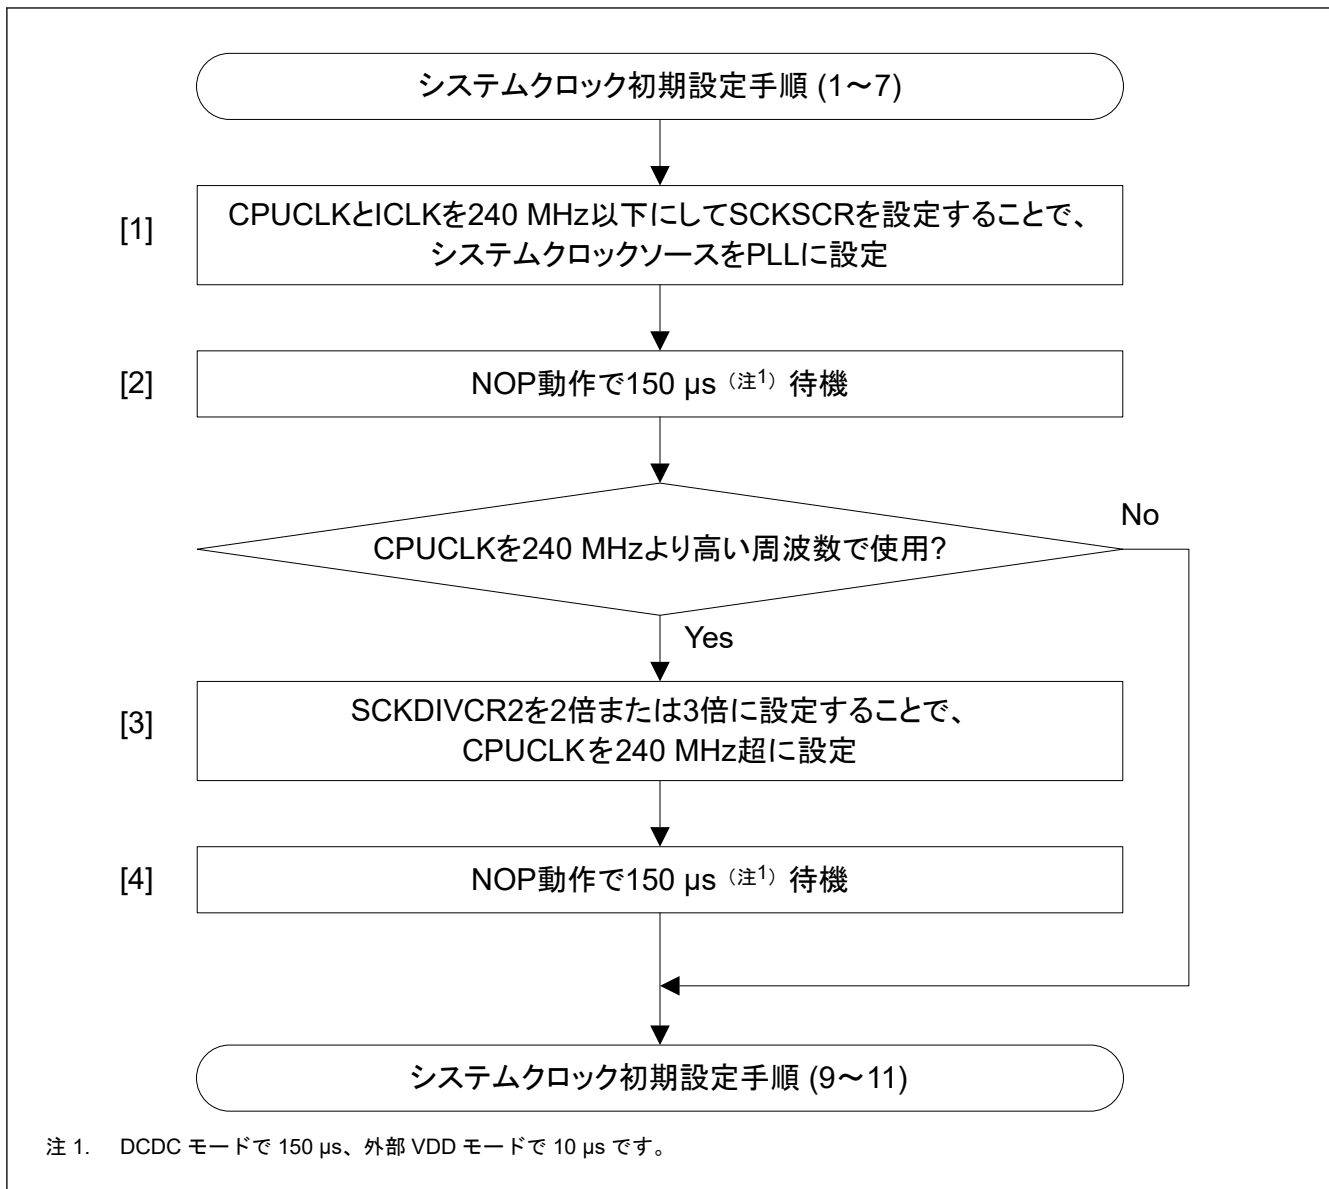 システムクロック初期設定手順 (1～7)
[1]
CPUCLKとICLKを240 MHz以下にしてSCKSCRを設定することで、
システムクロックソースをPLLに設定
[2]
NOP動作で150 µs（注1）待機
CPUCLKを240 MHzより高い周波数で使用?
No
Yes
[3]
SCKDIVCR2を2倍または3倍に設定することで、
CPUCLKを240 MHz超に設定
[4]
NOP動作で150 µs（注1）待機
システムクロック初期設定手順 (9～11)
注 1. DCDC モードで 150 µs、外部 VDD モードで 10 µs です。